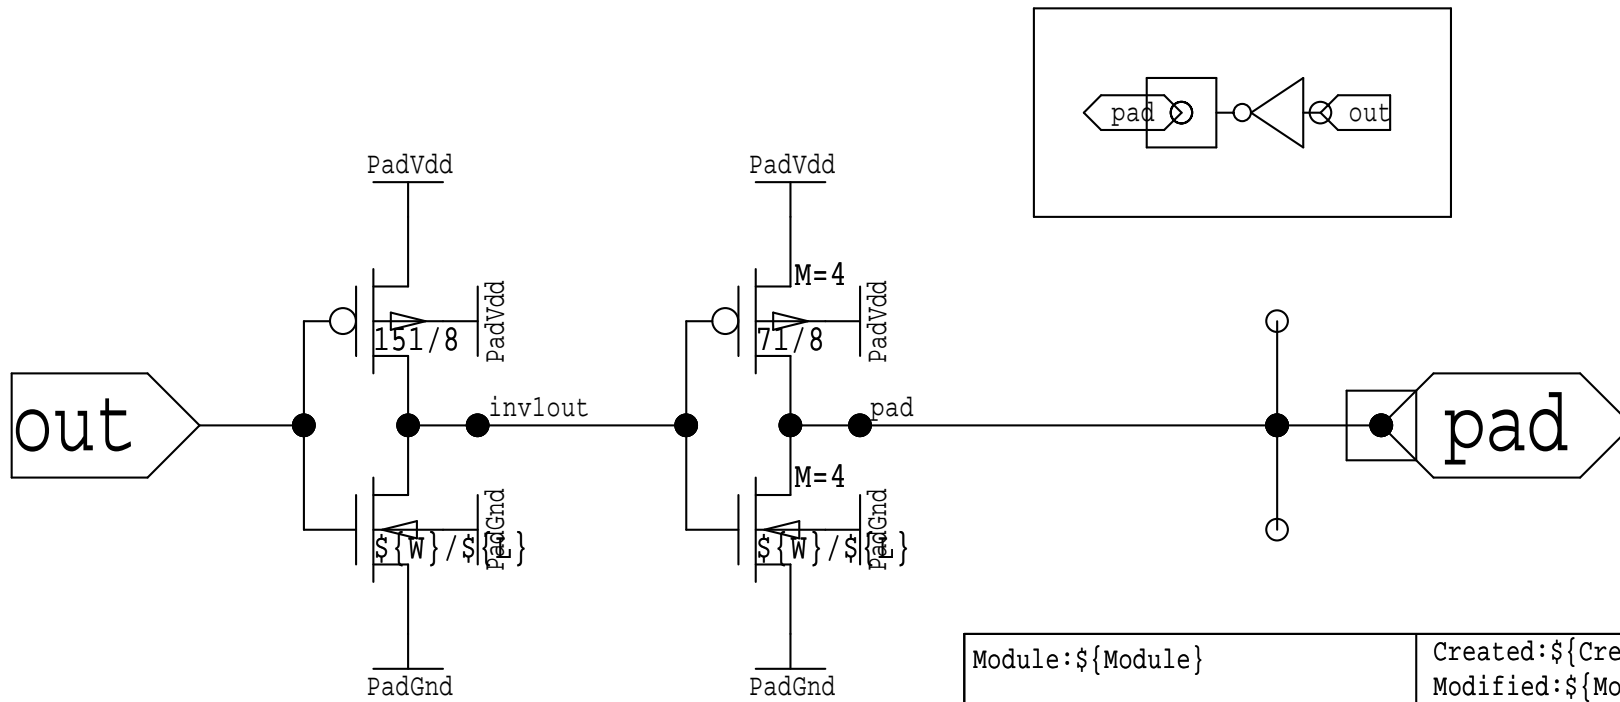 pad
out
PadVdd
PadVdd
M=4
PadVdd
PadVdd
151/8
71/8
out
inv1out
pad
pad
M=4
PadGnd
PadGnd
${W}/${L}
${W}/${L}
Module:${Module}
Created:${Cre
PadGnd
PadGnd
Modified:${Mo